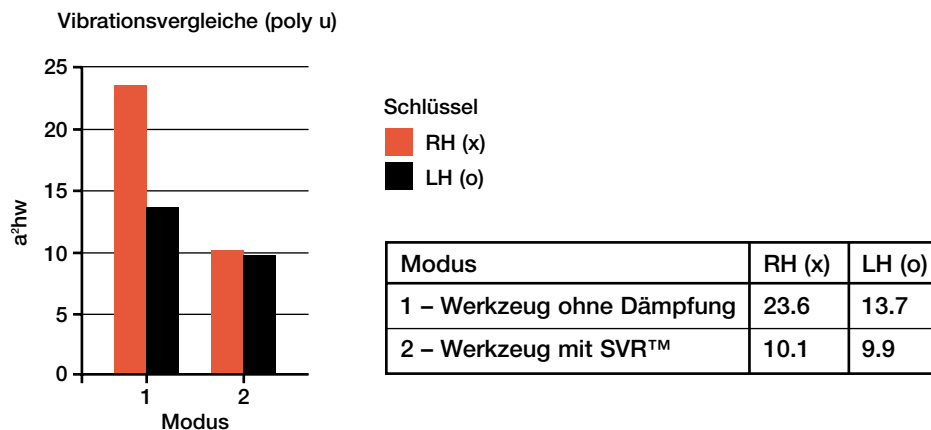 Vibrationsvergleiche (poly u)
25
20
15
10
5
0
a²hw
1 2
Modus
Schlüssel
RH (x)
LH (o)
Modus RH (x) LH (o)
1 – Werkzeug ohne Dämpfung 23.6 13.7
2 – Werkzeug mit SVR™ 10.1 9.9